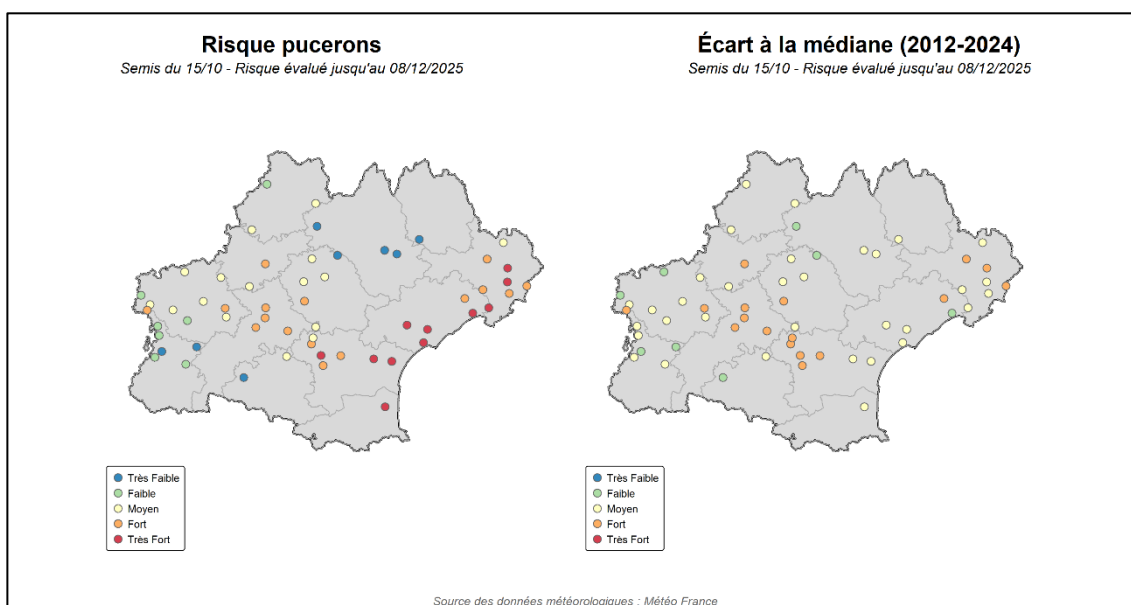 Risque pucerons
Semis du 15/10 - Risque évalué jusqu'au 08/12/2025
Très Faible
Faible
Moyen
Fort
Très Fort
Écart à la médiane (2012-2024)
Semis du 15/10 - Risque évalué jusqu'au 08/12/2025
Très Faible
Faible
Moyen
Fort
Très Fort
Source des données météorologiques : Météo France